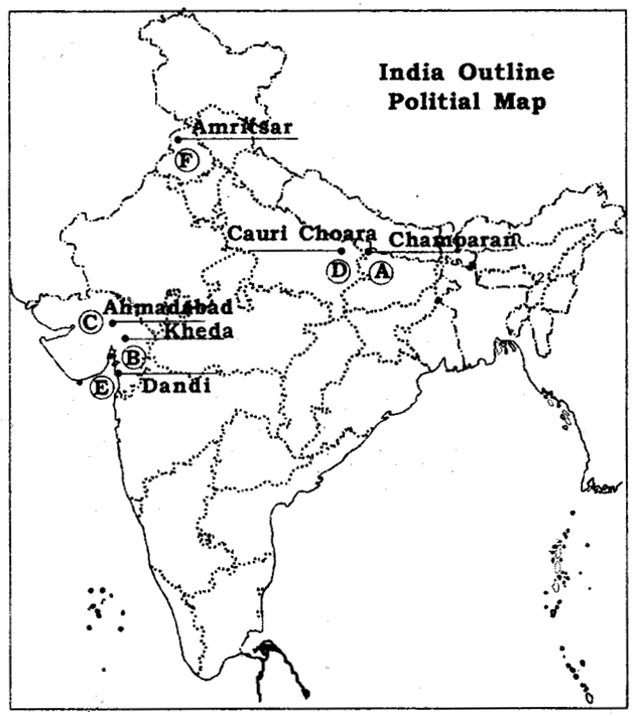 India Outline
Politial Map
Amritsar
F
Cauri Choara
Champaran
D
A
Ahmadabad
C
Kheda
B
E
Dandi